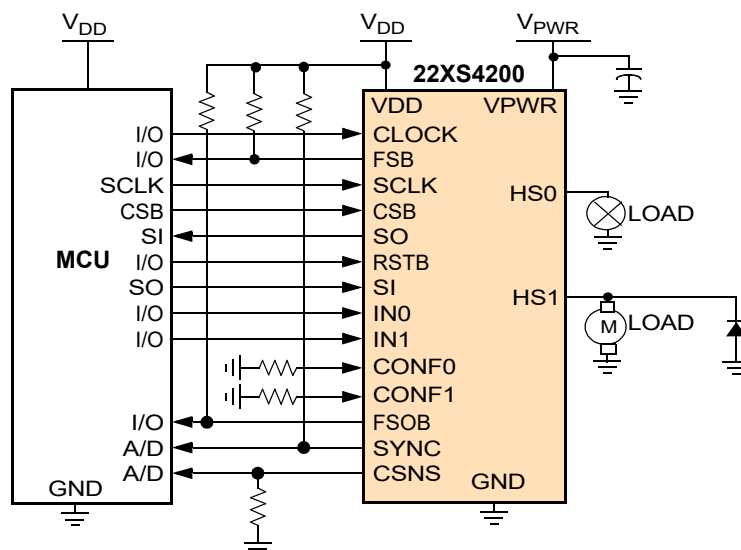 VDD VDD VPWR
22XS4200
VDD VPWR
I/O CLOCK
I/O FSB
SCLK SCLK
CSB CSB
SI SO
I/O RSTB
SO SI
I/O IN0
I/O IN1
MCU
CONF0
CONF1
I/O FSOB
A/D SYNC
A/D CSNS
GND GND
HS0
LOAD
HS1
M LOAD